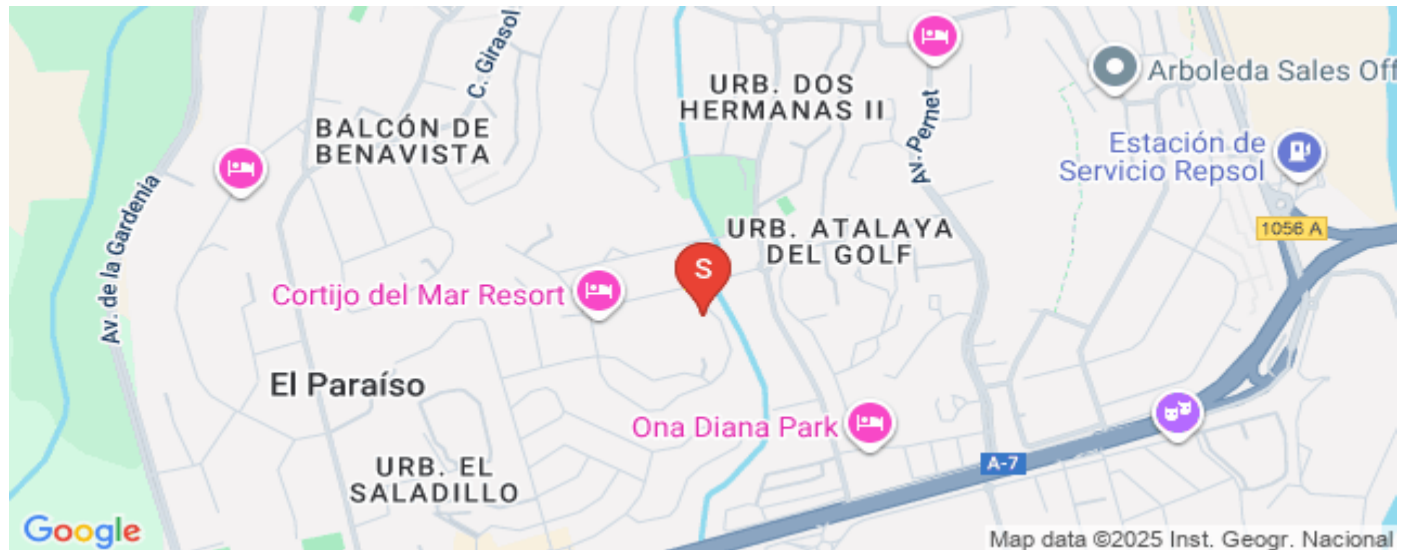 C. Girasol
URB. DOS
HERMANAS II
Arboleda Sales Off
BALCÓN DE
BENAVISTA
Av. Pernet
Estación de
Servicio Repsol
Av. de la Gardenia
URB. ATALAYA
DEL GOLF
1056 A
S
Cortijo del Mar Resort
El Paraíso
Ona Diana Park
A-7
URB. EL
SALADILLO
Google
Map data ©2025 Inst. Geogr. Nacional